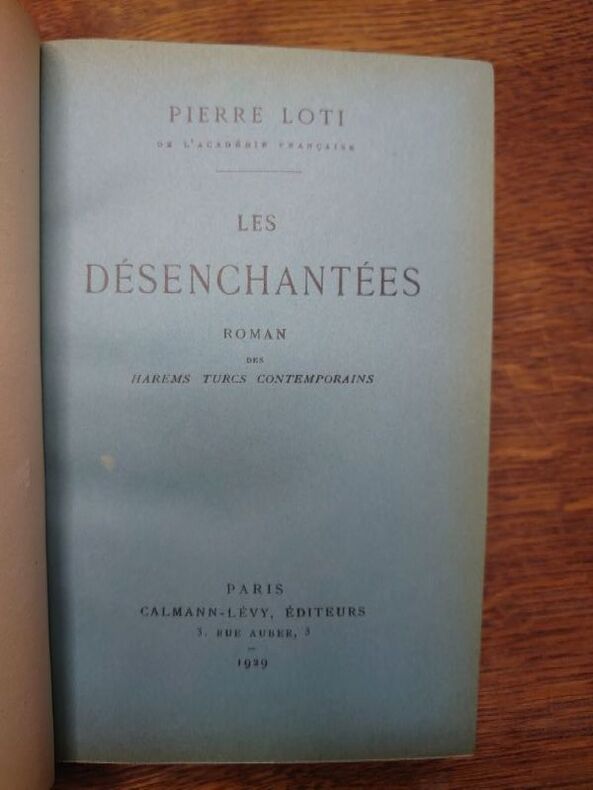 PIERRE LOTI
DE L'ACADÉMIE FRANÇAISE
LES
DÉSENCHANTÉES
ROMAN
DES
HAREMS TURCS CONTEMPORAINS
PARIS
CALMANN-LÉVY, ÉDITEURS
3, RUE AUBER, 3
1929